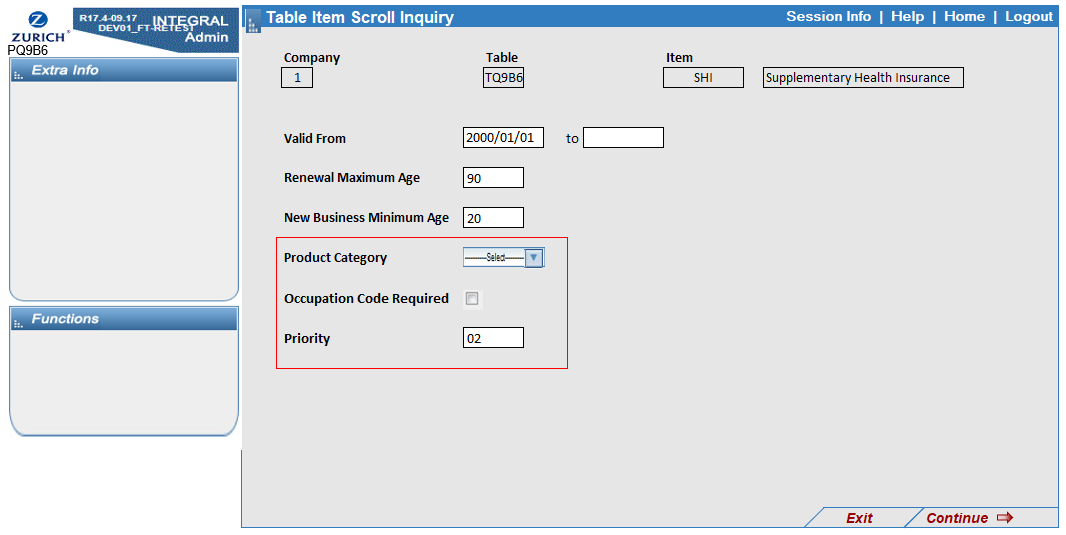 R17.4-09.17 INTEGRAL
DEV01_FT-RETEST
Admin
ZURICH
PQ9B6
Extra Info
Functions
Table Item Scroll Inquiry
Session Info | Help | Home | Logout
Company Table Item
1 TQ9B6 SHI Supplementary Health Insurance
Valid From 2000/01/01 to
Renewal Maximum Age 90
New Business Minimum Age 20
Product Category ---------Select---------
Occupation Code Required
Priority 02
Exit Continue